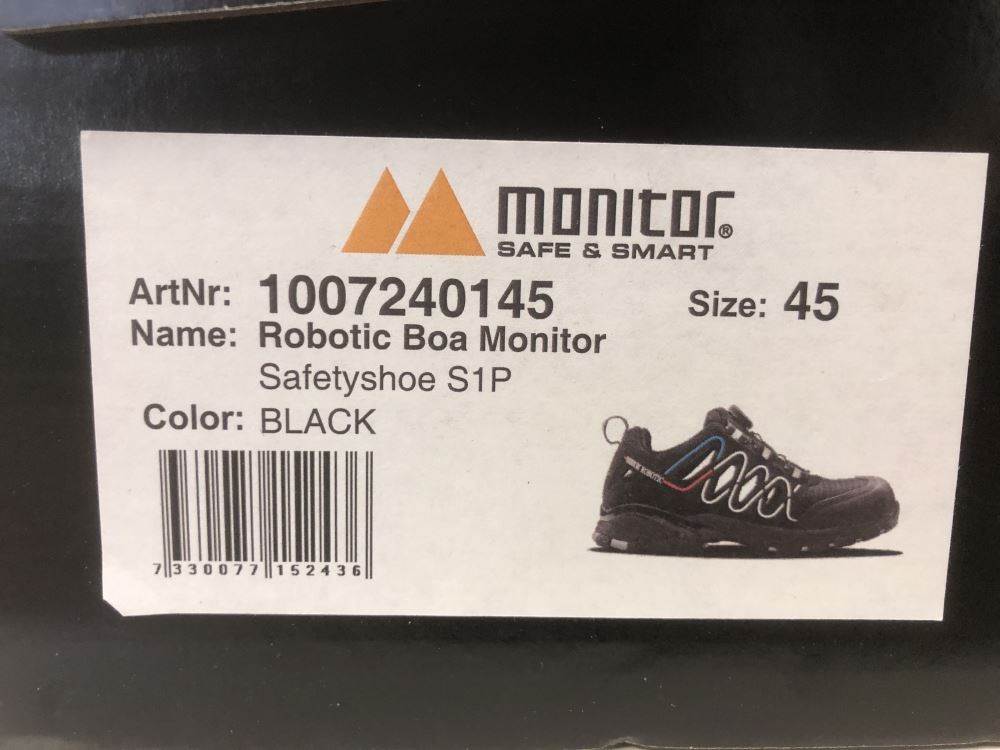 monitor®
SAFE & SMART
ArtNr: 1007240145 Size: 45
Name: Robotic Boa Monitor
Safetyshoe S1P
Color: BLACK
7 330077 152436